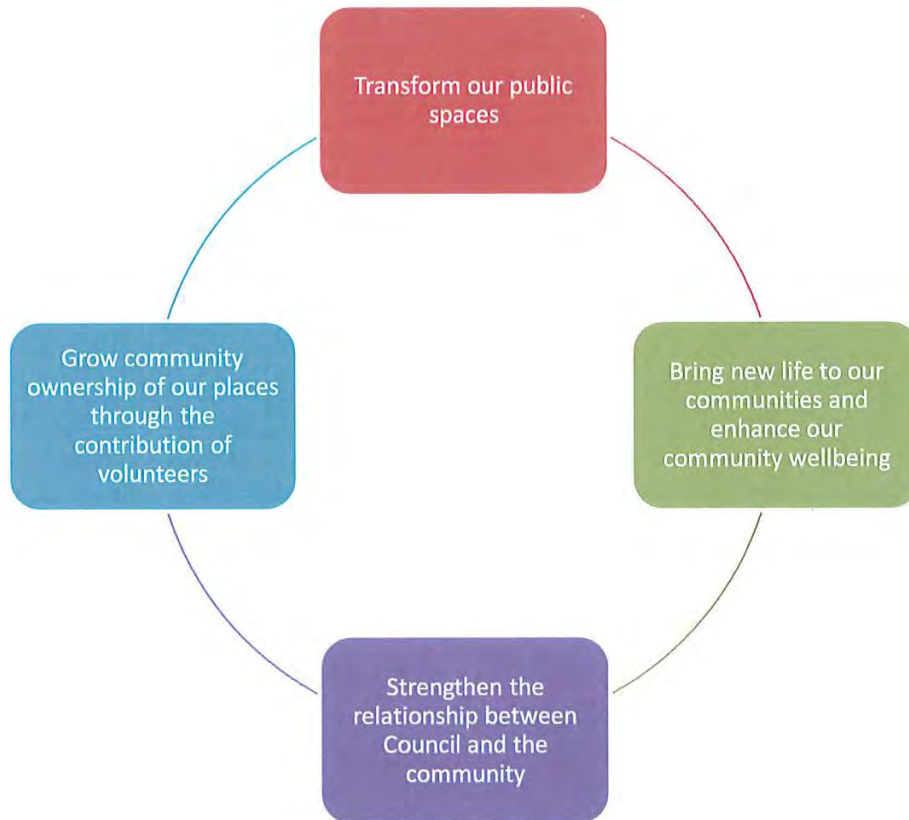 Transform our public
spaces
Bring new life to our
communities and
enhance our
community wellbeing
Strengthen the
relationship between
Council and the
community
Grow community
ownership of our places
through the
contribution of
volunteers